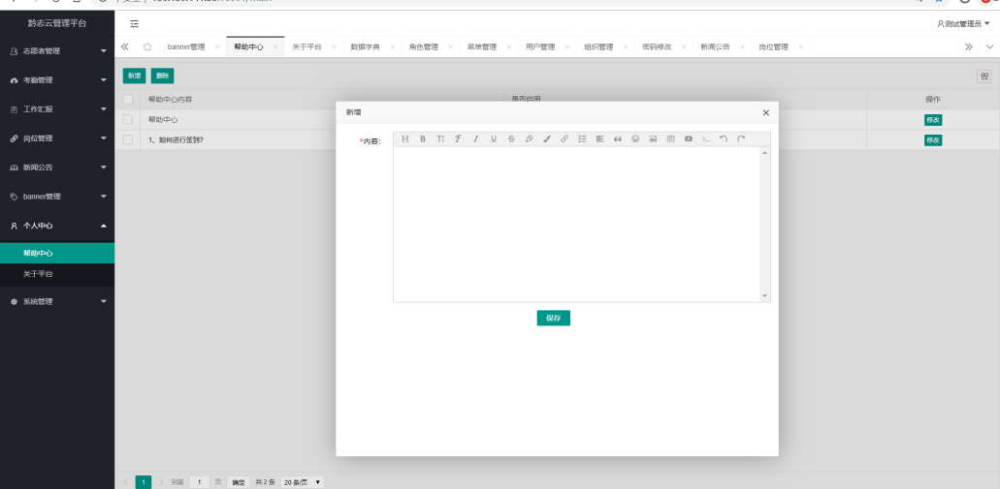 黔志云管理平台
测试管理员
志愿者管理
考勤管理
工作汇报
岗位管理
新闻公告
banner管理
个人中心
帮助中心
关于平台
系统管理
banner管理 × 帮助中心 × 关于平台 × 数据字典 × 角色管理 × 菜单管理 × 用户管理 × 组织管理 × 密码修改 × 新闻公告 × 岗位管理 ×
新增 删除
帮助中心内容 是否启用 操作
帮助中心 修改
1、如何进行签到? 修改
新增 ×
*内容:
保存
1 到第 1 页 确定 共2条 20条/页